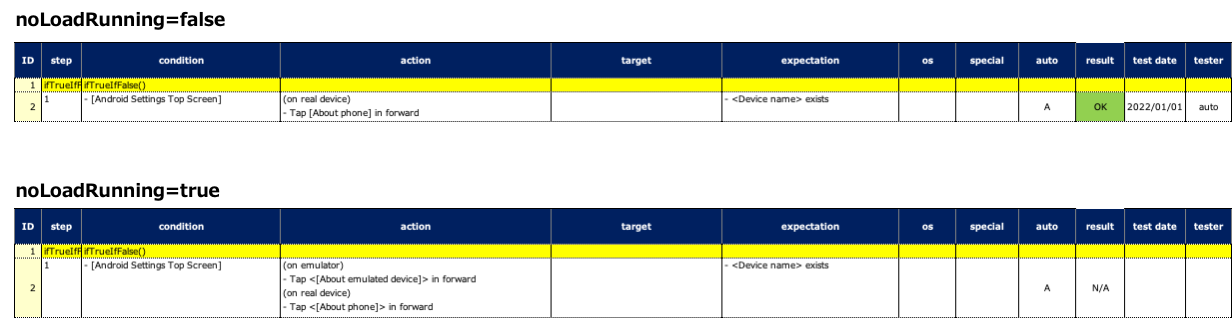 noLoadRunning=false
ID step condition action target expectation os special auto result test date tester
1 ifTrueIfF ifTrueIfFalse()
2 1 - [Android Settings Top Screen] (on real device) - <Device name> exists A OK 2022/01/01 auto
- Tap [About phone] in forward
noLoadRunning=true
ID step condition action target expectation os special auto result test date tester
1 ifTrueIfF ifTrueIfFalse()
2 1 - [Android Settings Top Screen] (on emulator) - <Device name> exists A N/A
- Tap <[About emulated device]> in forward
(on real device)
- Tap <[About phone]> in forward